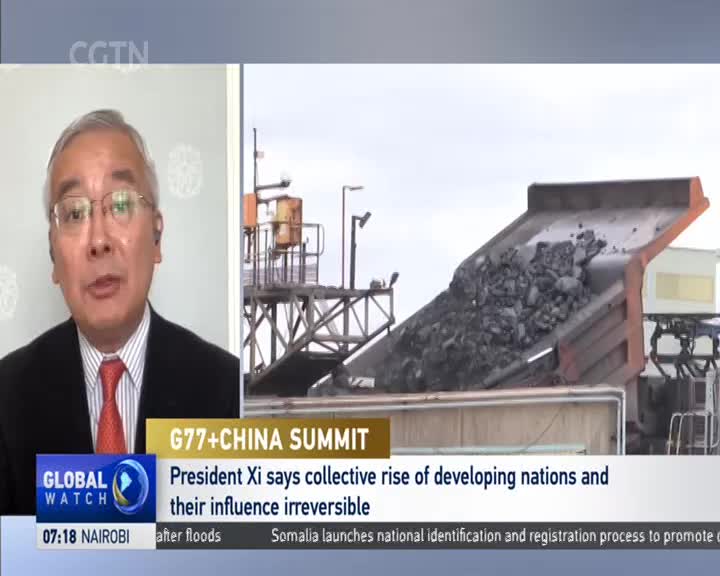 CGTN
G77+CHINA SUMMIT
President Xi says collective rise of developing nations and
their influence irreversible
GLOBAL
WATCH
07:18 NAIROBI
after floods Somalia launches national identification and registration process to promote